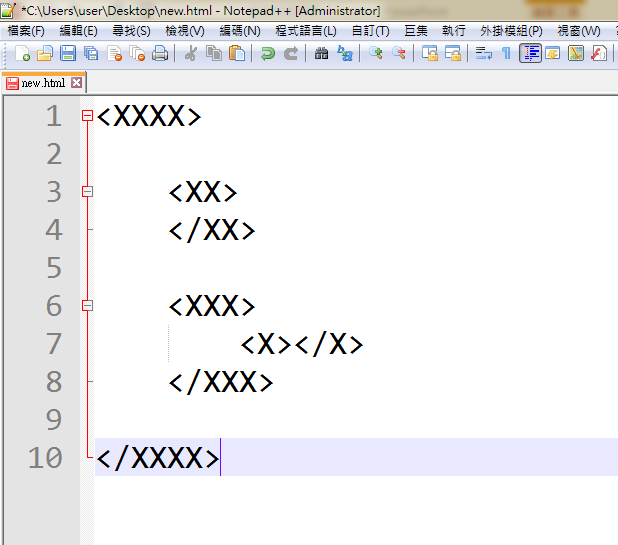 *C:\Users\user\Desktop\new.html - Notepad++ [Administrator]
檔案(F) 編輯(E) 尋找(S) 檢視(V) 編碼(N) 程式語言(L) 自訂(T) 巨集 執行 外掛模組(P) 視窗(W)
new.html
1 <XXXX>
2
3 <XX>
4 </XX>
5
6 <XXX>
7 <X></X>
8 </XXX>
9
10 </XXXX>